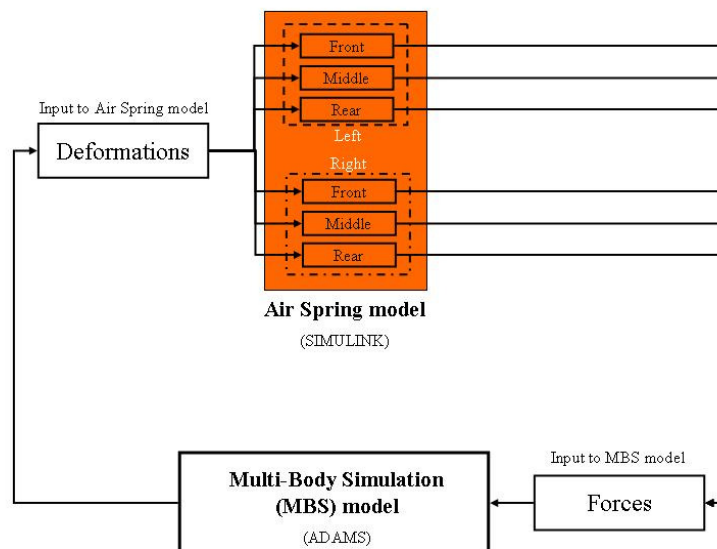 Front
Middle
Rear
Left
Input to Air Spring model
Deformations
Right
Front
Middle
Rear
Air Spring model
(SIMULINK)
Multi-Body Simulation
(MBS) model
(ADAMS)
Input to MBS model
Forces